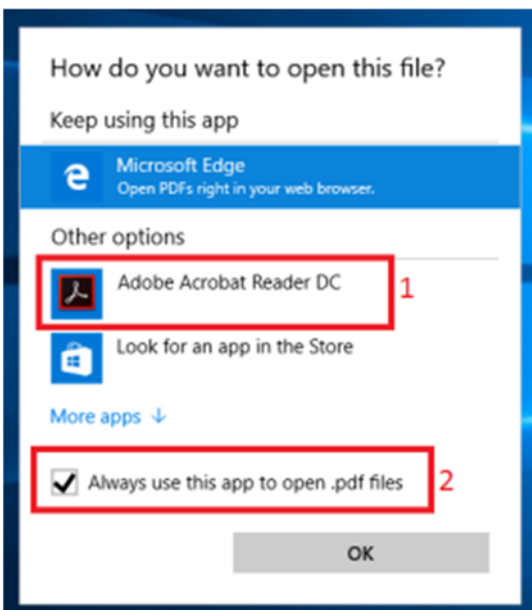 How do you want to open this file?
Keep using this app
Microsoft Edge
Open PDFs right in your web browser.
Other options
Adobe Acrobat Reader DC
1
Look for an app in the Store
More apps ↓
Always use this app to open .pdf files
2
OK